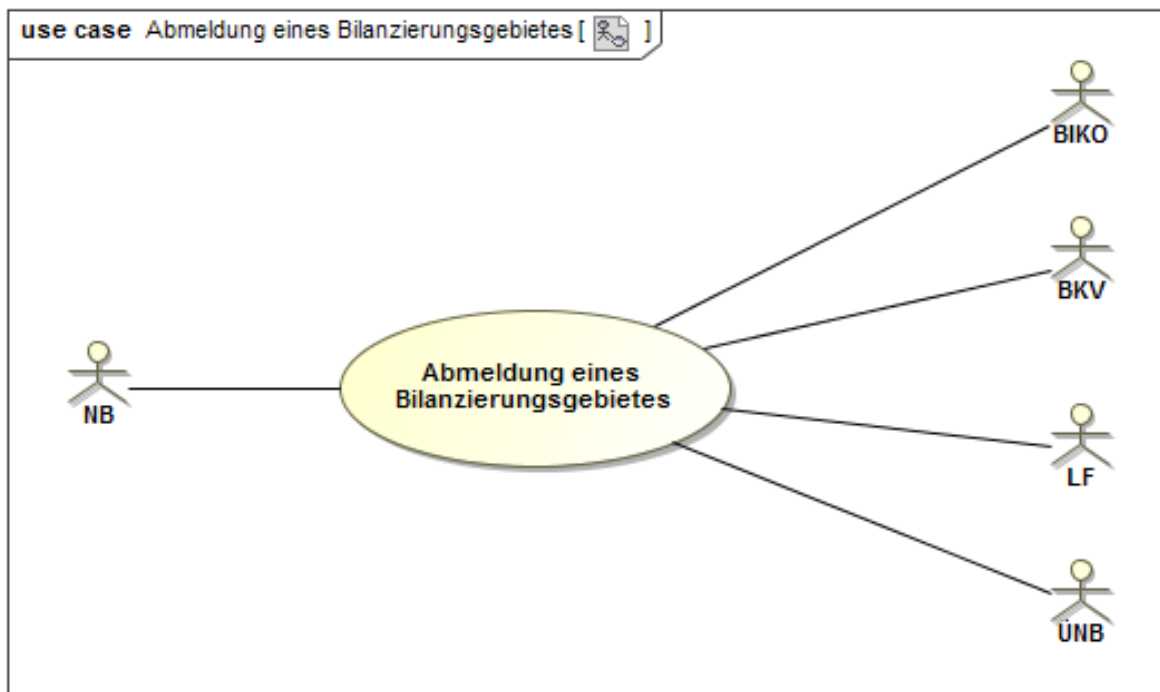 use case Abmeldung eines Bilanzierungsgebietes [ ]
BIKO
BKV
Abmeldung eines
Bilanzierungsgebietes
NB
LF
ÜNB